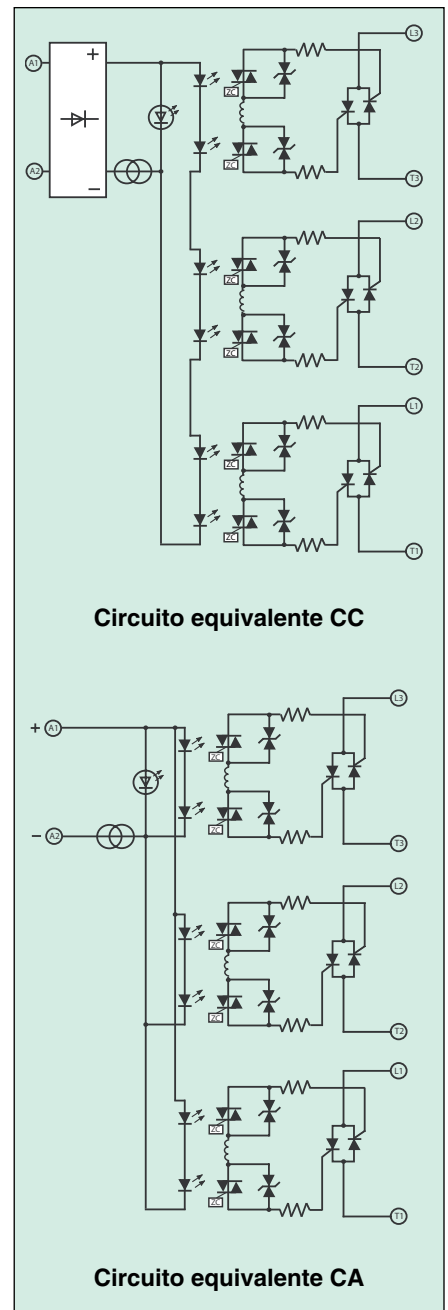 A1
+
L3
ZC
A2
−
ZC
T3
L2
ZC
ZC
T2
L1
ZC
ZC
T1
Circuito equivalente CC
+ A1
L3
ZC
− A2
ZC
T3
L2
ZC
ZC
T2
L1
ZC
ZC
T1
Circuito equivalente CA